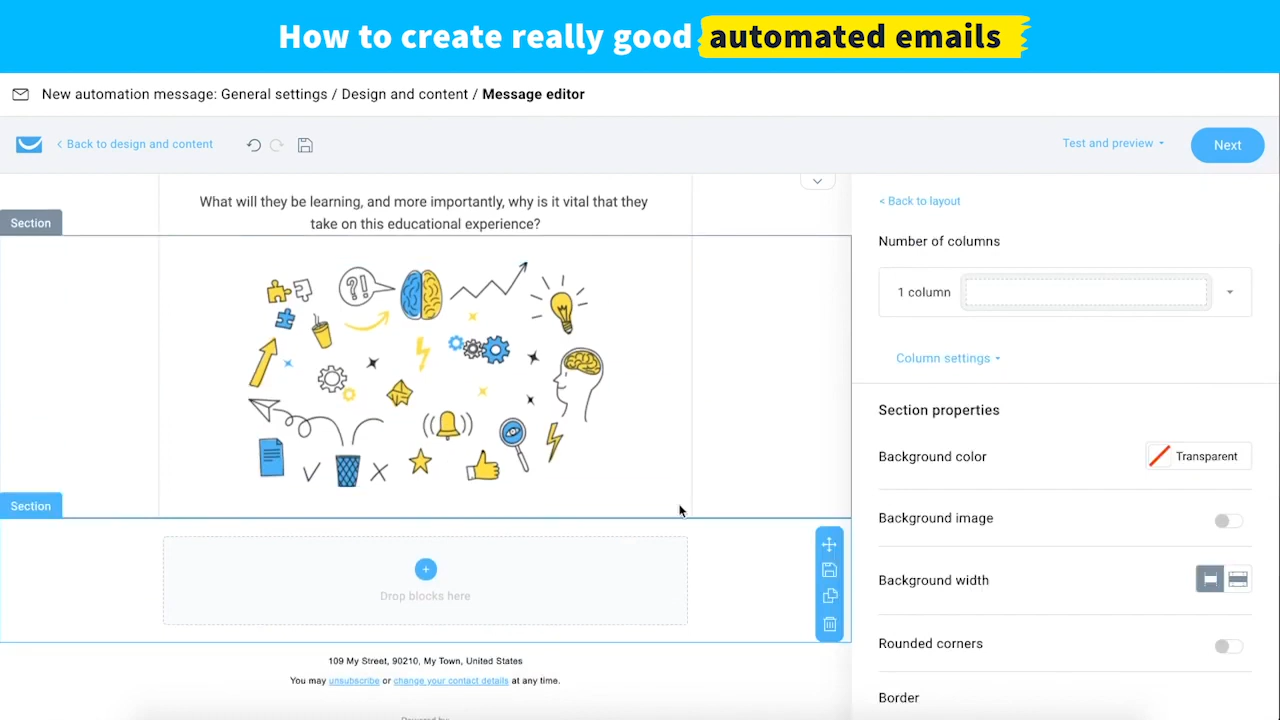 How to create really good automated emails
New automation message: General settings / Design and content / Message editor
< Back to design and content
Test and preview
Next
What will they be learning, and more importantly, why is it vital that they
take on this educational experience?
Section
?!
Section
+
Drop blocks here
109 My Street, 90210, My Town, United States
You may unsubscribe or change your contact details at any time.
Powered by
< Back to layout
Number of columns
1 column
Column settings
Section properties
Background color
Transparent
Background image
Background width
Rounded corners
Border